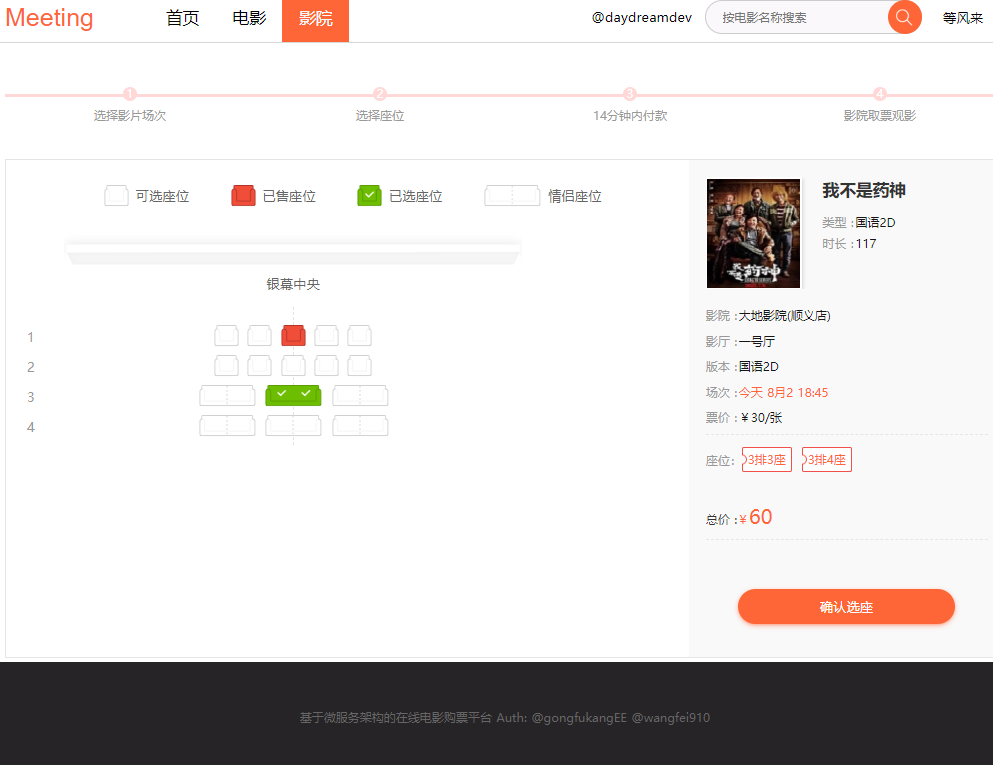 Meeting 首页 电影 影院 @daydreamdev 按电影名称搜索 等风来
1 2 3 4
选择影片场次 选择座位 14分钟内付款 影院取票观影
可选座位 已售座位 已选座位 情侣座位
银幕中央
1
2
3
4
我不是药神
类型 :国语2D
时长 :117
我不是药神
影院 :大地影院(顺义店)
影厅 :一号厅
版本 :国语2D
场次 :今天 8月2 18:45
票价 :¥ 30/张
座位: 3排3座 3排4座
总价 :¥ 60
确认选座
基于微服务架构的在线电影购票平台 Auth: @gongfukangEE @wangfei910